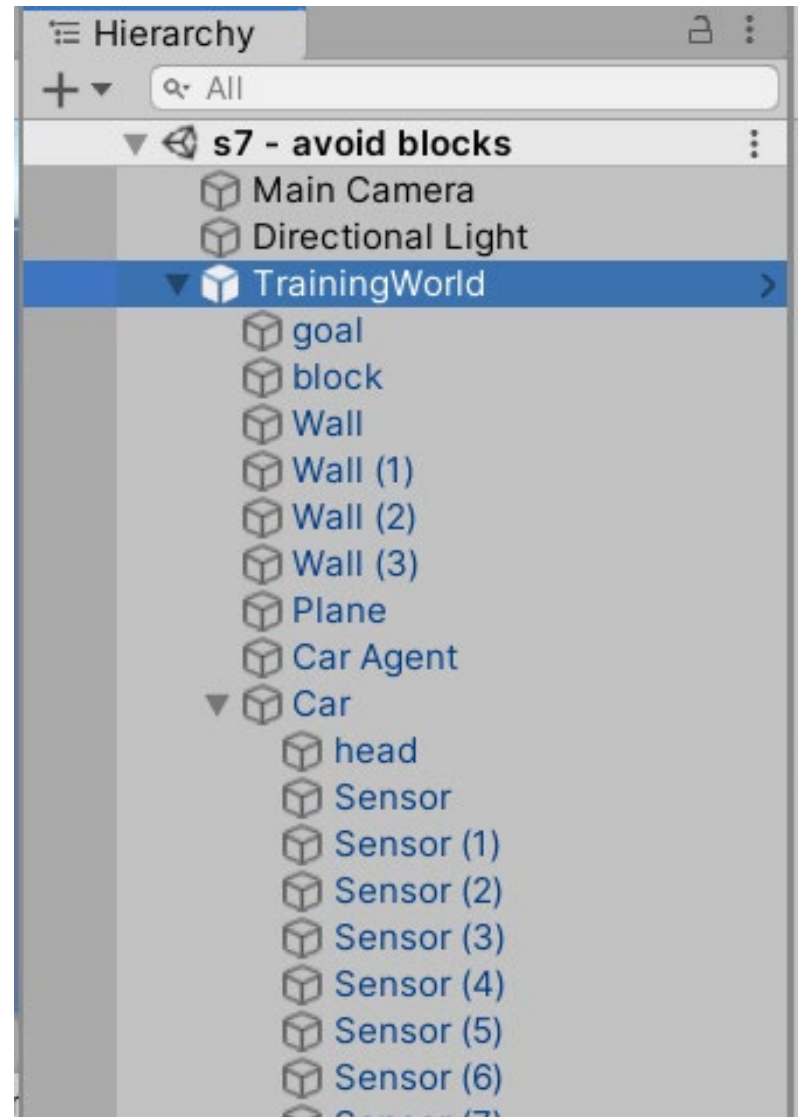 Hierarchy
All
s7 - avoid blocks
Main Camera
Directional Light
TrainingWorld
goal
block
Wall
Wall (1)
Wall (2)
Wall (3)
Plane
Car Agent
Car
head
Sensor
Sensor (1)
Sensor (2)
Sensor (3)
Sensor (4)
Sensor (5)
Sensor (6)